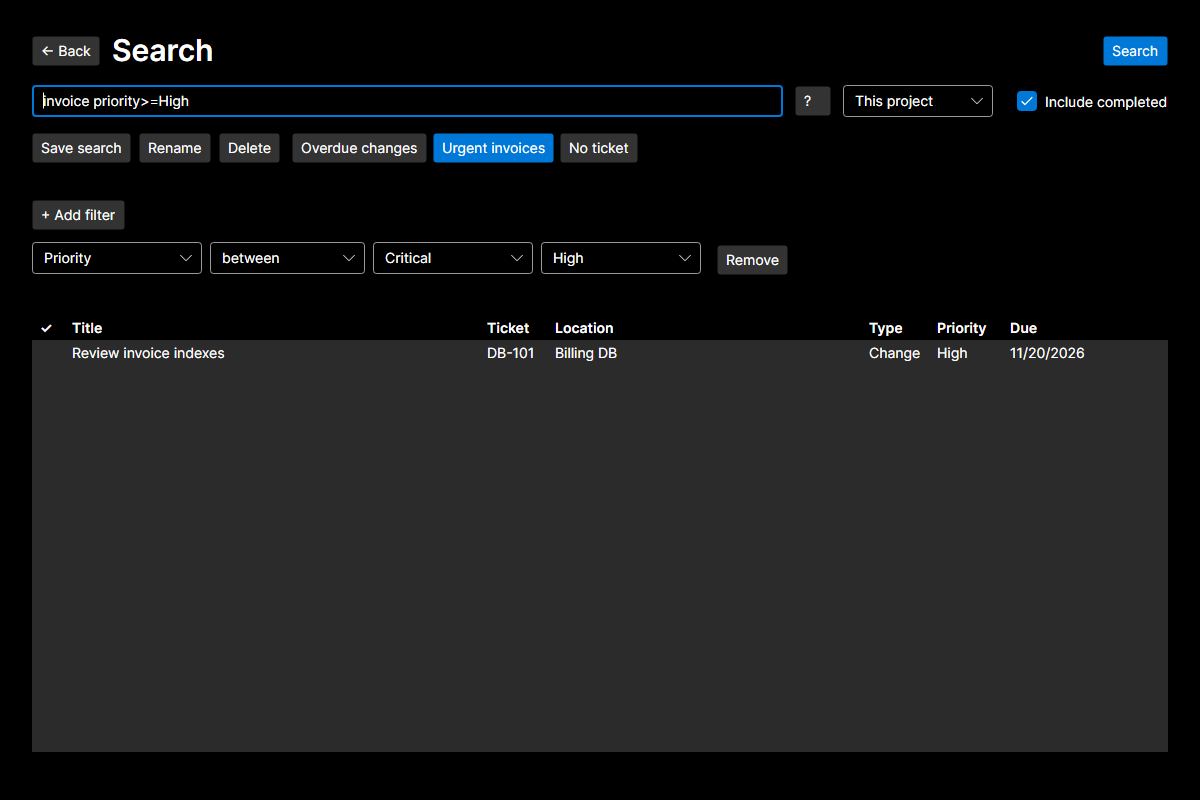 ← Back Search Search
invoice priority>=High ? This project Include completed
Save search Rename Delete Overdue changes Urgent invoices No ticket
+ Add filter
Priority between Critical High Remove
✓ Title Ticket Location Type Priority Due
Review invoice indexes DB-101 Billing DB Change High 11/20/2026